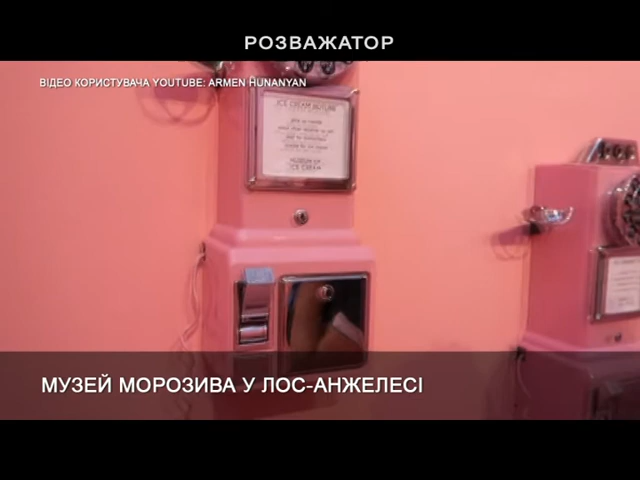 РОЗВАЖАТОР
ВІДЕО КОРИСТУВАЧА YOUTUBE: ARMEN HUNANYAN
ICE CREAM HOTLINE
MUSEUM OF
ICE CREAM
МУЗЕЙ МОРОЗИВА У ЛОС-АНЖЕЛЕСІ